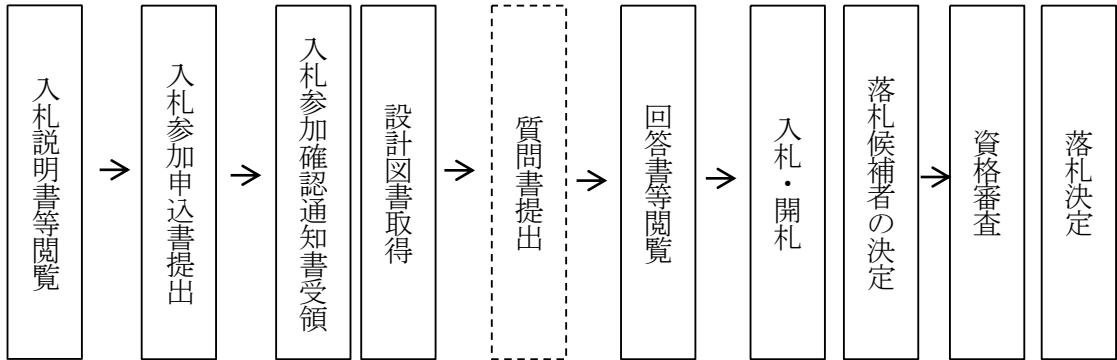 入札説明書等閲覧
入札参加申込書提出
入札参加確認通知書受領
設計図書取得
質問書提出
回答書等閲覧
入札・開札
落札候補者の決定
資格審査
落札決定